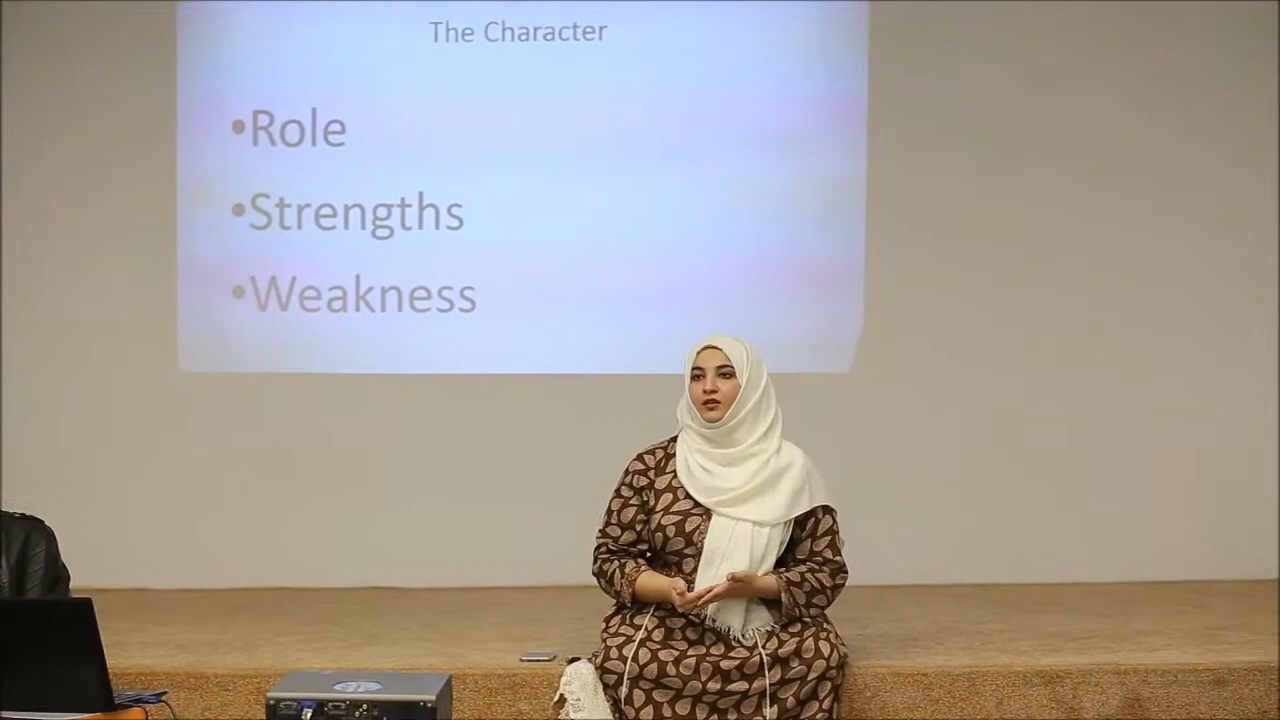 The Character
•Role
•Strengths
•Weakness